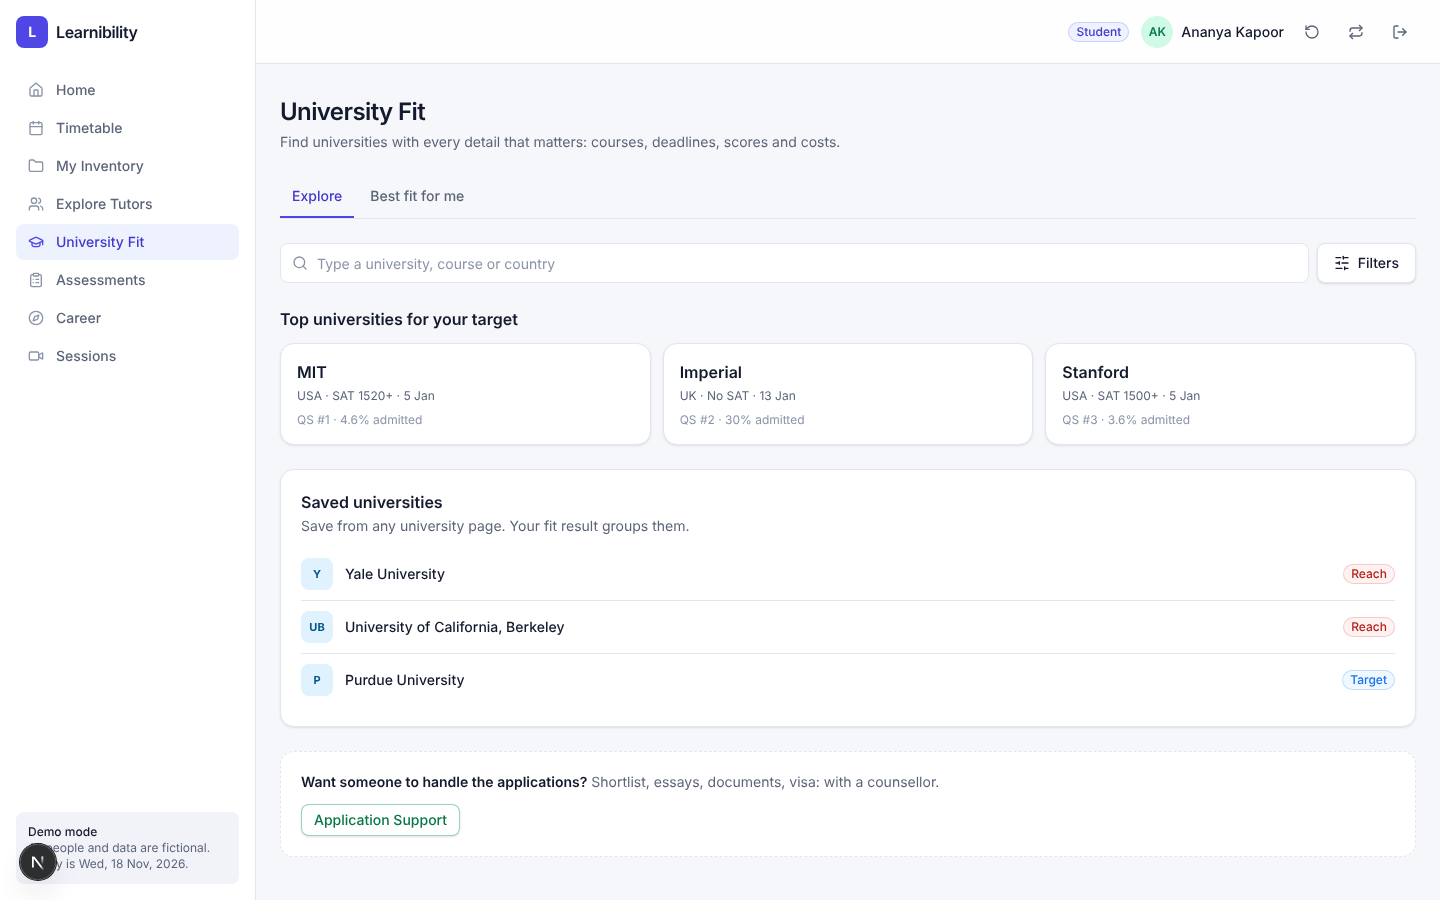 L Learnibility
Student AK Ananya Kapoor
Home
Timetable
My Inventory
Explore Tutors
University Fit
Assessments
Career
Sessions
University Fit
Find universities with every detail that matters: courses, deadlines, scores and costs.
Explore Best fit for me
Type a university, course or country
Filters
Top universities for your target
MIT
USA · SAT 1520+ · 5 Jan
QS #1 · 4.6% admitted
Imperial
UK · No SAT · 13 Jan
QS #2 · 30% admitted
Stanford
USA · SAT 1500+ · 5 Jan
QS #3 · 3.6% admitted
Saved universities
Save from any university page. Your fit result groups them.
Y Yale University Reach
UB University of California, Berkeley Reach
P Purdue University Target
Want someone to handle the applications? Shortlist, essays, documents, visa: with a counsellor.
Application Support
Demo mode
people and data are fictional.
is Wed, 18 Nov, 2026.
N